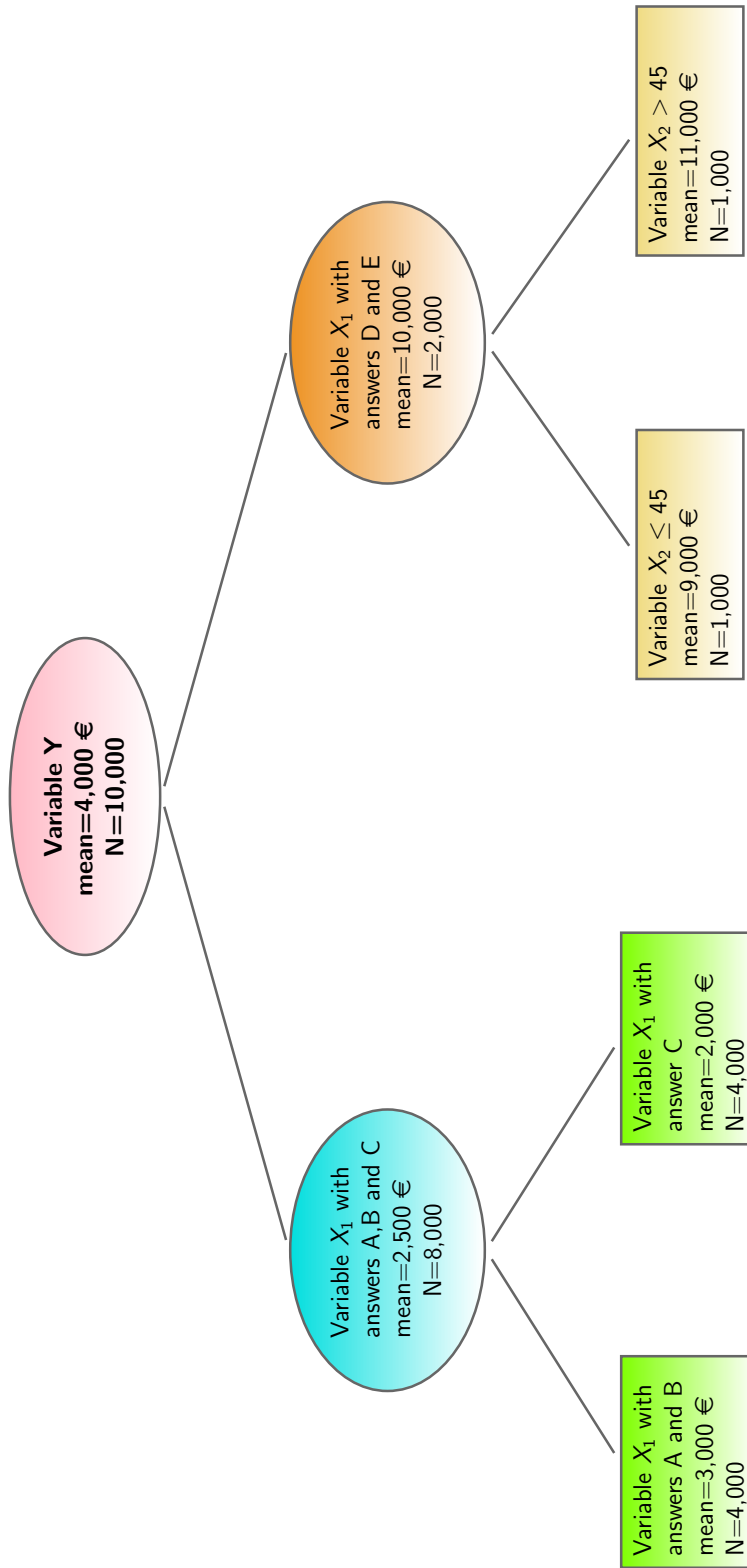 Variable Y
mean=4,000 €
N=10,000
Variable X₁ with
answers A,B and C
mean=2,500 €
N=8,000
Variable X₁ with
answers D and E
mean=10,000 €
N=2,000
Variable X₁ with
answers A and B
mean=3,000 €
N=4,000
Variable X₁ with
answer C
mean=2,000 €
N=4,000
Variable X₂ ≤ 45
mean=9,000 €
N=1,000
Variable X₂ > 45
mean=11,000 €
N=1,000